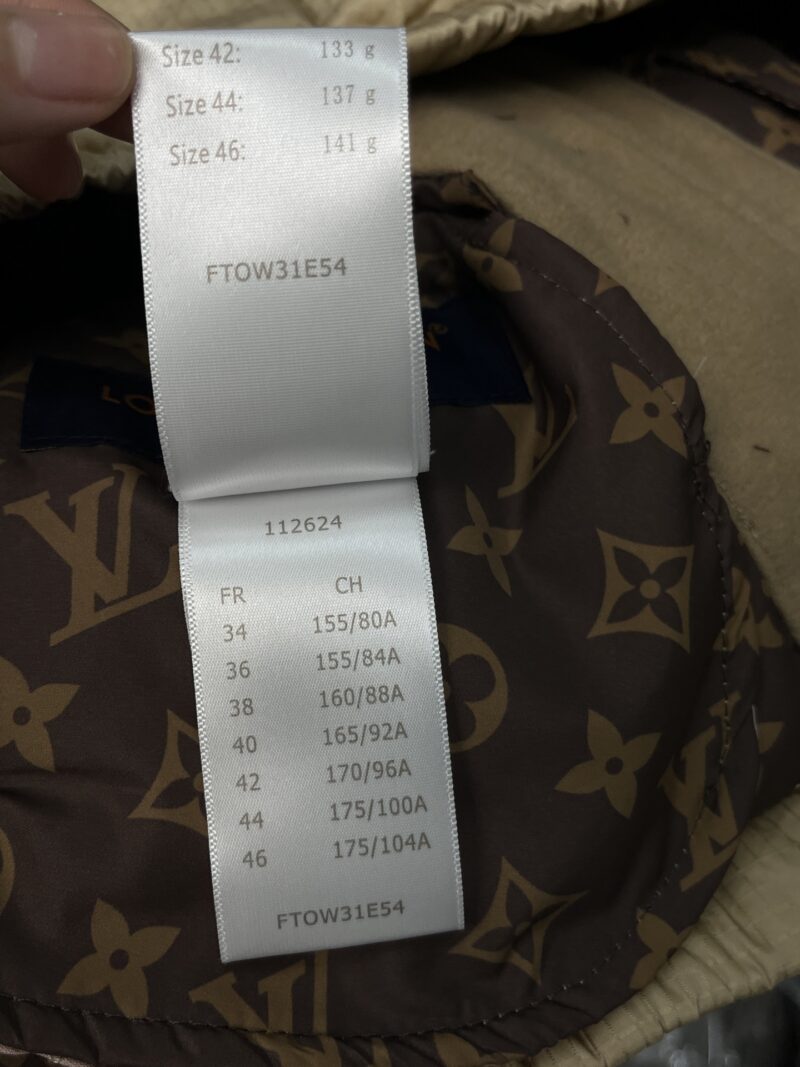 Size 42: 133 g
Size 44: 137 g
Size 46: 141 g
FTOW31E54
112624
FR CH
34 155/80A
36 155/84A
38 160/88A
40 165/92A
42 170/96A
44 175/100A
46 175/104A
FTOW31E54